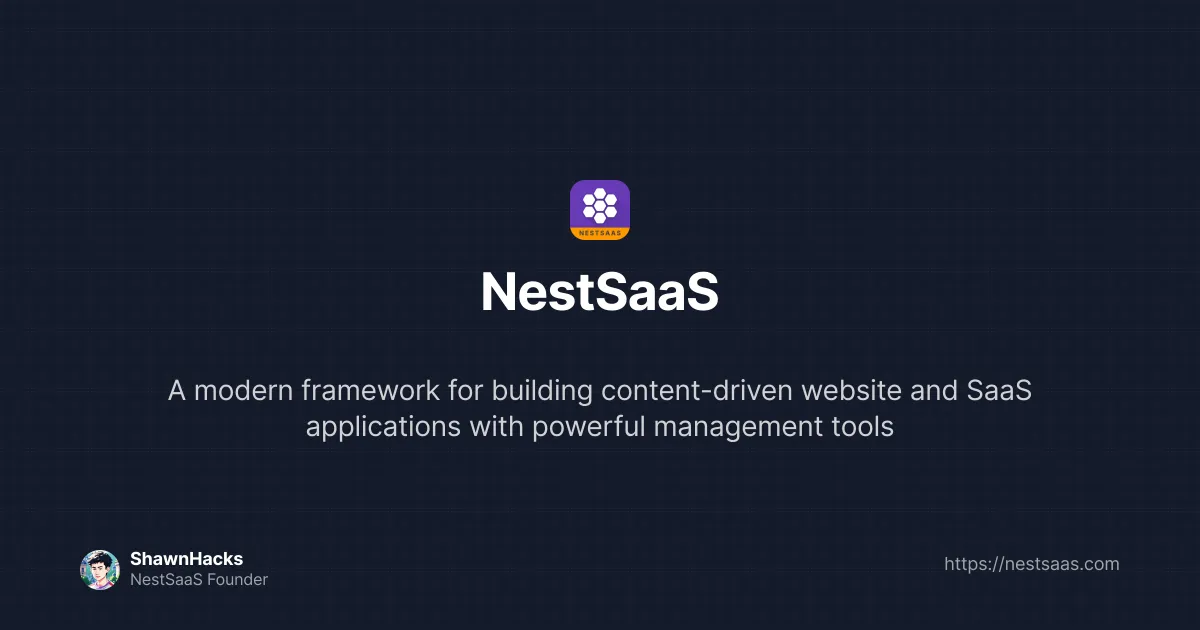 NESTSAAS
NestSaaS
A modern framework for building content-driven website and SaaS
applications with powerful management tools
ShawnHacks
NestSaaS Founder
https://nestsaas.com